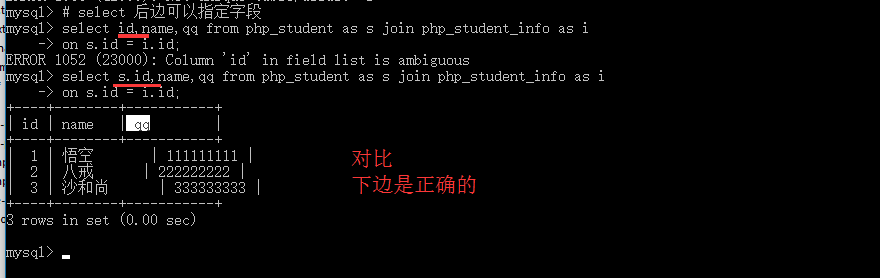 mysql> # select 后边可以指定字段
mysql> select id,name,qq from php_student as s join php_student_info as i
    -> on s.id = i.id;
ERROR 1052 (23000): Column 'id' in field list is ambiguous
mysql> select s.id,name,qq from php_student as s join php_student_info as i
    -> on s.id = i.id;
+----+--------+-----------+
| id | name   | qq        |
+----+--------+-----------+
|  1 | 悟空       | 111111111 |
|  2 | 八戒      | 222222222 |
|  3 | 沙和尚      | 333333333 |
+----+--------+-----------+
对比
下边是正确的
3 rows in set (0.00 sec)
mysql>